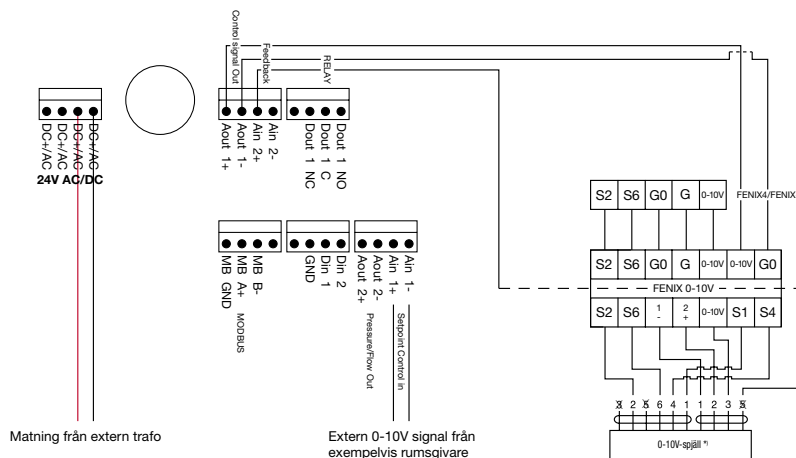 Control signal Out
Feedback
RELAY
Aout 1+
Aout 1-
Ain 2+
Ain 2-
Dout 1 NC
Dout 1 C
Dout 1 NO
DC+/AC
DC+/AC
DC+/AC
DC+/AC
24V AC/DC
MB GND
MB A+
MB B-
MODBUS
GND
Din 1
Din 2
Aout 2+
Aout 2-
Ain 1+
Ain 1-
Pressure/Flow Out
Setpoint Control in
S2 S6 G0 G 0-10V FENIX4/FENIX
S2 S6 G0 G 0-10V 0-10V G0
FENIX 0-10V
S2 S6 1 - 2 + 0-10V S1 S4
3 2 5 6 4 1 1 2 3 5
0-10V-spjäll *)
Matning från extern trafo
Extern 0-10V signal från
exempelvis rumsgivare